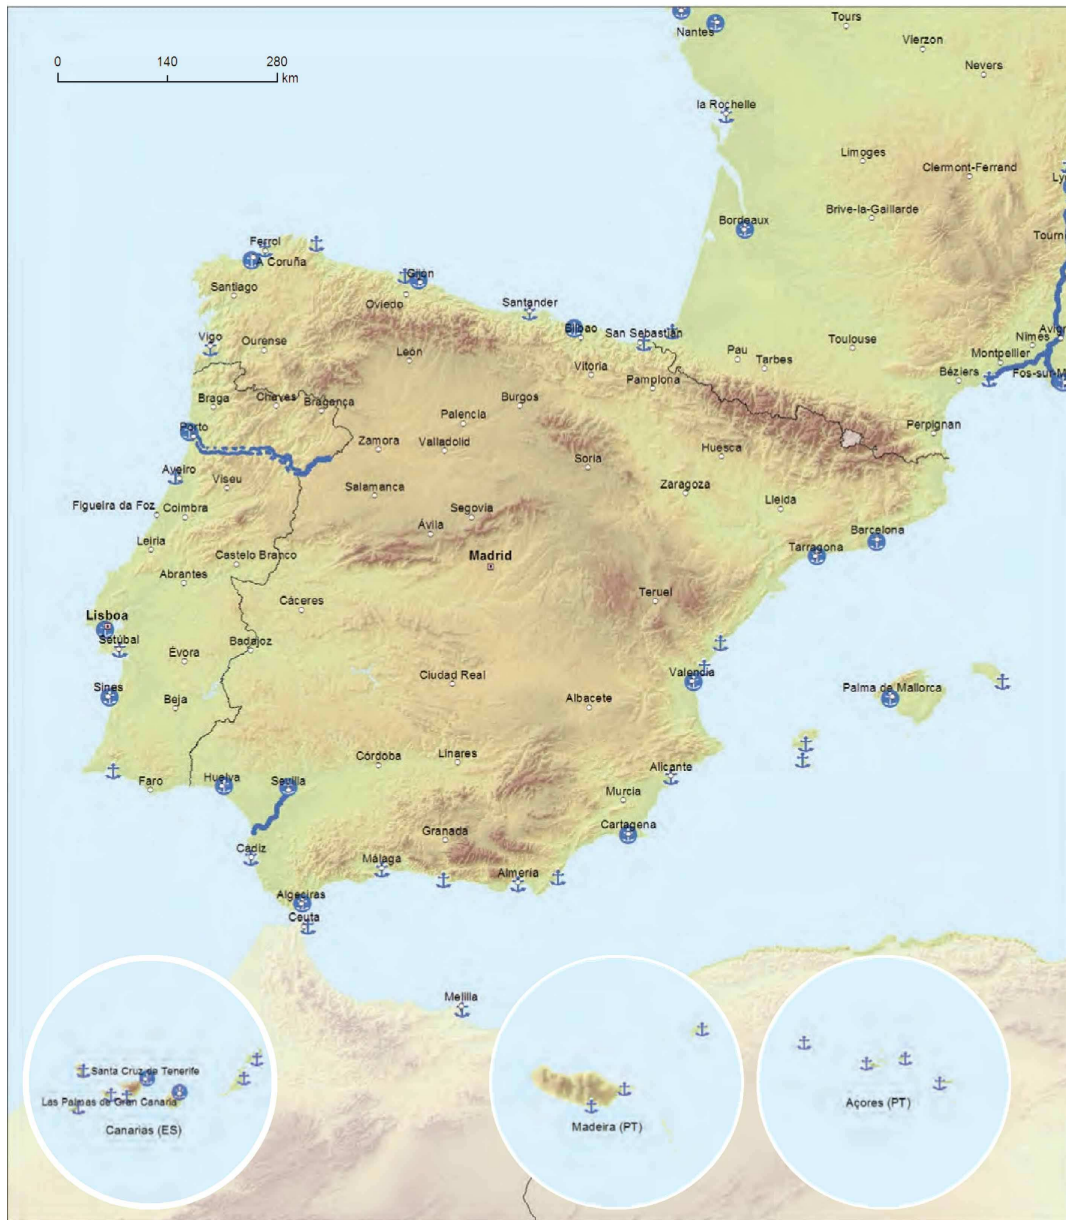 Tours
Nantes
Vierzon
Nevers
0 140 280
km
la Rochelle
Limoges
Clermont-Ferrand
Brive-la-Gaillarde
Bordeaux
Ferrol
A Coruña
Gijón
Santiago
Oviedo
Santander
Bilbao
San Sebastián
Vigo
Ourense
León
Vitoria
Pau
Tarbes
Toulouse
Nîmes
Montpellier
Béziers
Pamplona
Braga
Chaves
Bragança
Palencia
Burgos
Perpignan
Porto
Zamora
Valladolid
Huesca
Soria
Aveiro
Viseu
Salamanca
Zaragoza
Lleida
Figueira da Foz
Coimbra
Segovia
Ávila
Barcelona
Leiria
Castelo Branco
Madrid
Tarragona
Abrantes
Cáceres
Teruel
Lisboa
Setúbal
Évora
Badajoz
Ciudad Real
Valencia
Sines
Beja
Albacete
Palma de Mallorca
Córdoba
Linares
Alicante
Faro
Huelva
Sevilla
Murcia
Granada
Cartagena
Cádiz
Málaga
Almería
Algeciras
Ceuta
Melilla
Santa Cruz de Tenerife
Las Palmas de Gran Canaria
Canarias (ES)
Madeira (PT)
Açores (PT)